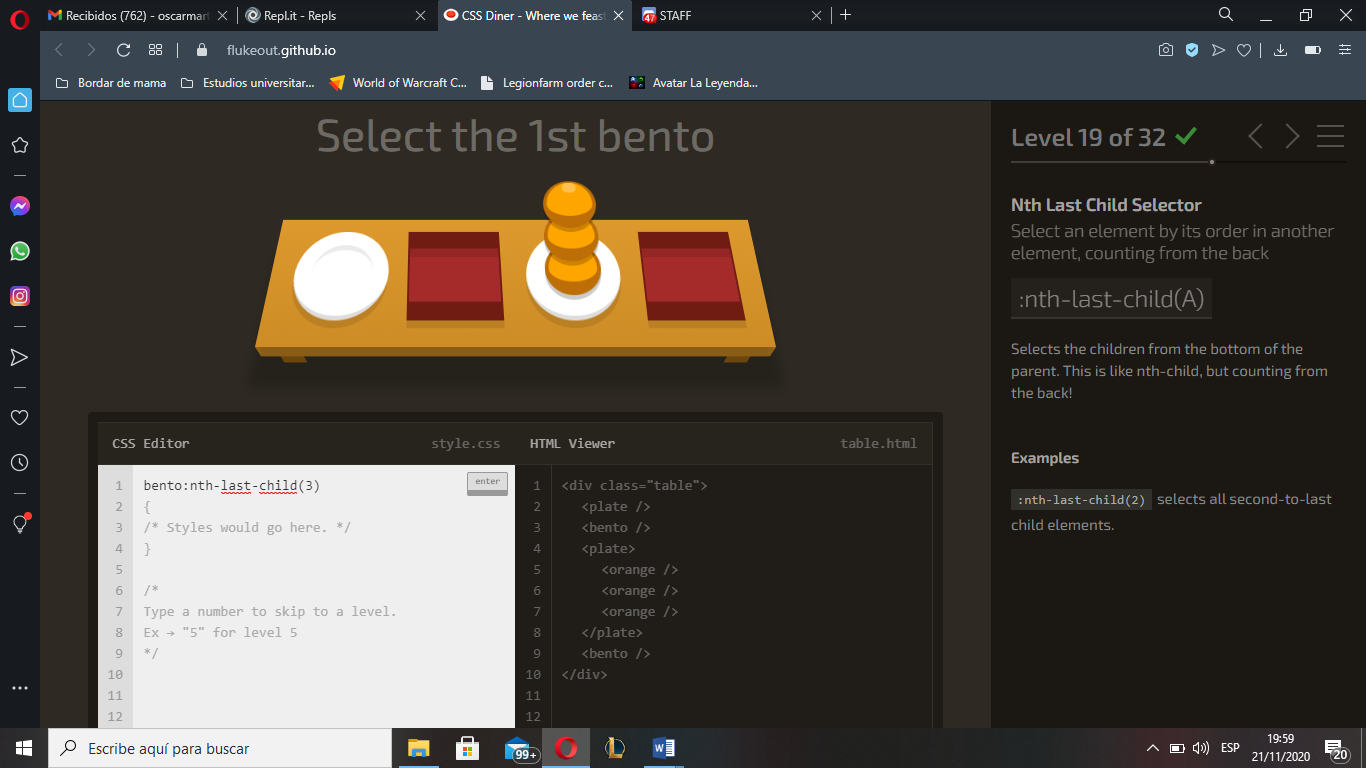 Recibidos (762) - oscarmar
Repl.it - Repls
CSS Diner - Where we feas
STAFF
flukeout.github.io
Bordar de mama
Estudios universitar...
World of Warcraft C...
Legionfarm order c...
Avatar La Leyenda...
Select the 1st bento
Level 19 of 32
Nth Last Child Selector
Select an element by its order in another
element, counting from the back
:nth-last-child(A)
Selects the children from the bottom of the
parent. This is like nth-child, but counting from
the back!
Examples
:nth-last-child(2) selects all second-to-last
child elements.
CSS Editor
style.css
1 bento:nth-last-child(3)
enter
2 {
3 /* Styles would go here. */
4 }
5
6 /*
7 Type a number to skip to a level.
8 Ex → "5" for level 5
9 */
10
11
12
HTML Viewer
table.html
1 <div class="table">
2 <plate />
3 <bento />
4 <plate>
5 <orange />
6 <orange />
7 <orange />
8 </plate>
9 <bento />
10 </div>
11
12
Escribe aquí para buscar
99+
ESP
19:59
21/11/2020
20